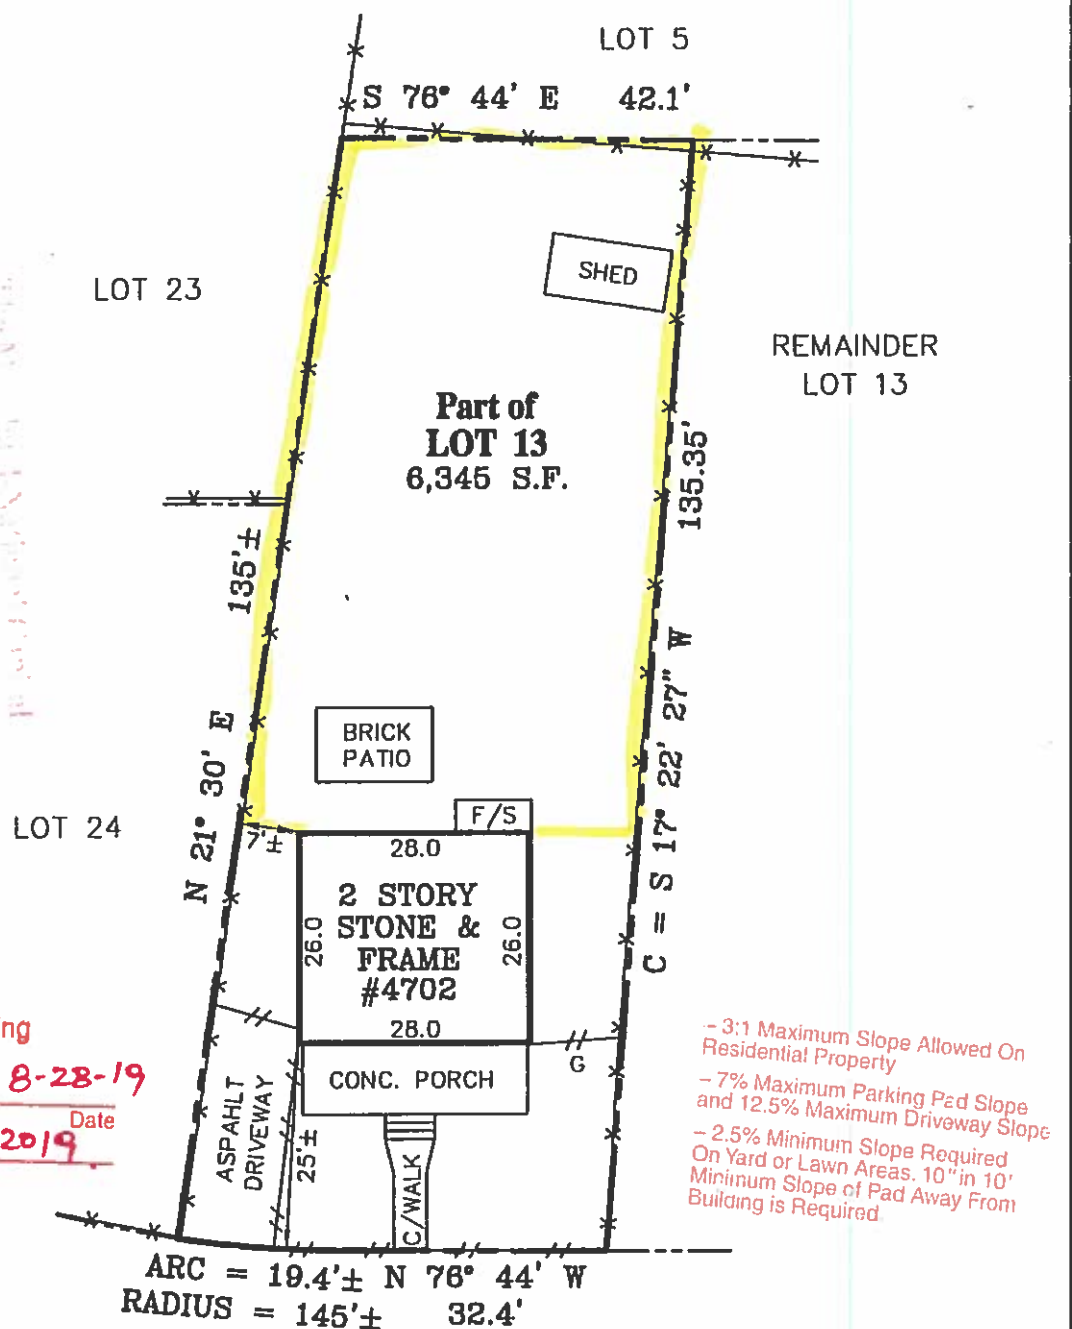 LOT 5
S 76° 44' E 42.1'
LOT 23
SHED
REMAINDER
LOT 13
Part of
LOT 13
6,345 S.F.
135.35'
135'±
BRICK
PATIO
N 21° 30' E
C = S 17° 22' 27" W
LOT 24
7'±
F/S
28.0
2 STORY
STONE &
FRAME
#4702
26.0
26.0
28.0
G
CONC. PORCH
ng
8-28-19
Date
2019
ASPAHLT
DRIVEWAY
25'±
C/WALK
- 3:1 Maximum Slope Allowed On
Residential Property
- 7% Maximum Parking Pad Slope
and 12.5% Maximum Driveway Slope
- 2.5% Minimum Slope Required
On Yard or Lawn Areas. 10" in 10'
Minimum Slope of Pad Away From
Building is Required
ARC = 19.4'± N 76° 44' W
RADIUS = 145'± 32.4'